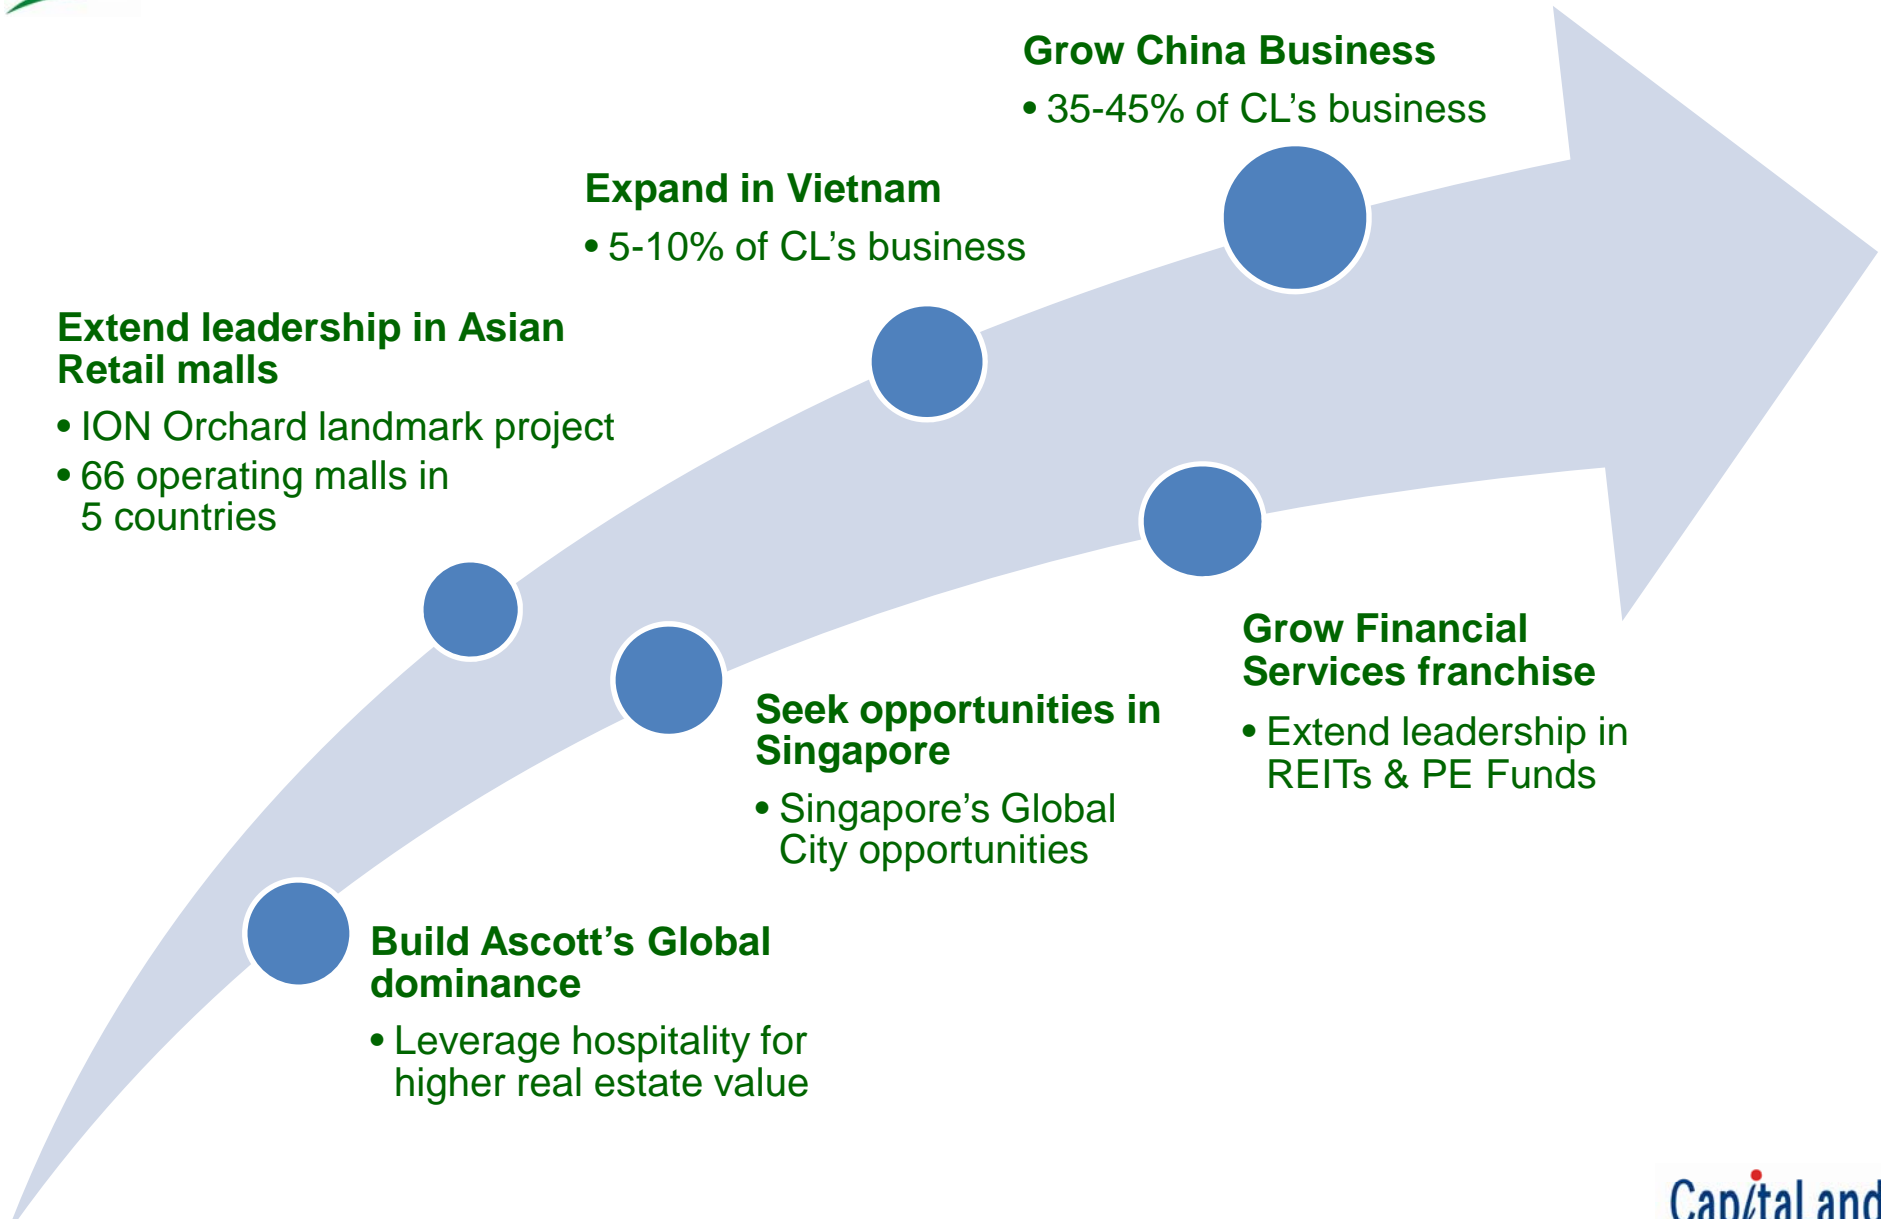 Grow China Business
• 35-45% of CL’s business
Expand in Vietnam
• 5-10% of CL’s business
Extend leadership in Asian
Retail malls
• ION Orchard landmark project
• 66 operating malls in
5 countries
Grow Financial
Services franchise
• Extend leadership in
REITs & PE Funds
Seek opportunities in
Singapore
• Singapore’s Global
City opportunities
Build Ascott’s Global
dominance
• Leverage hospitality for
higher real estate value
Capital and